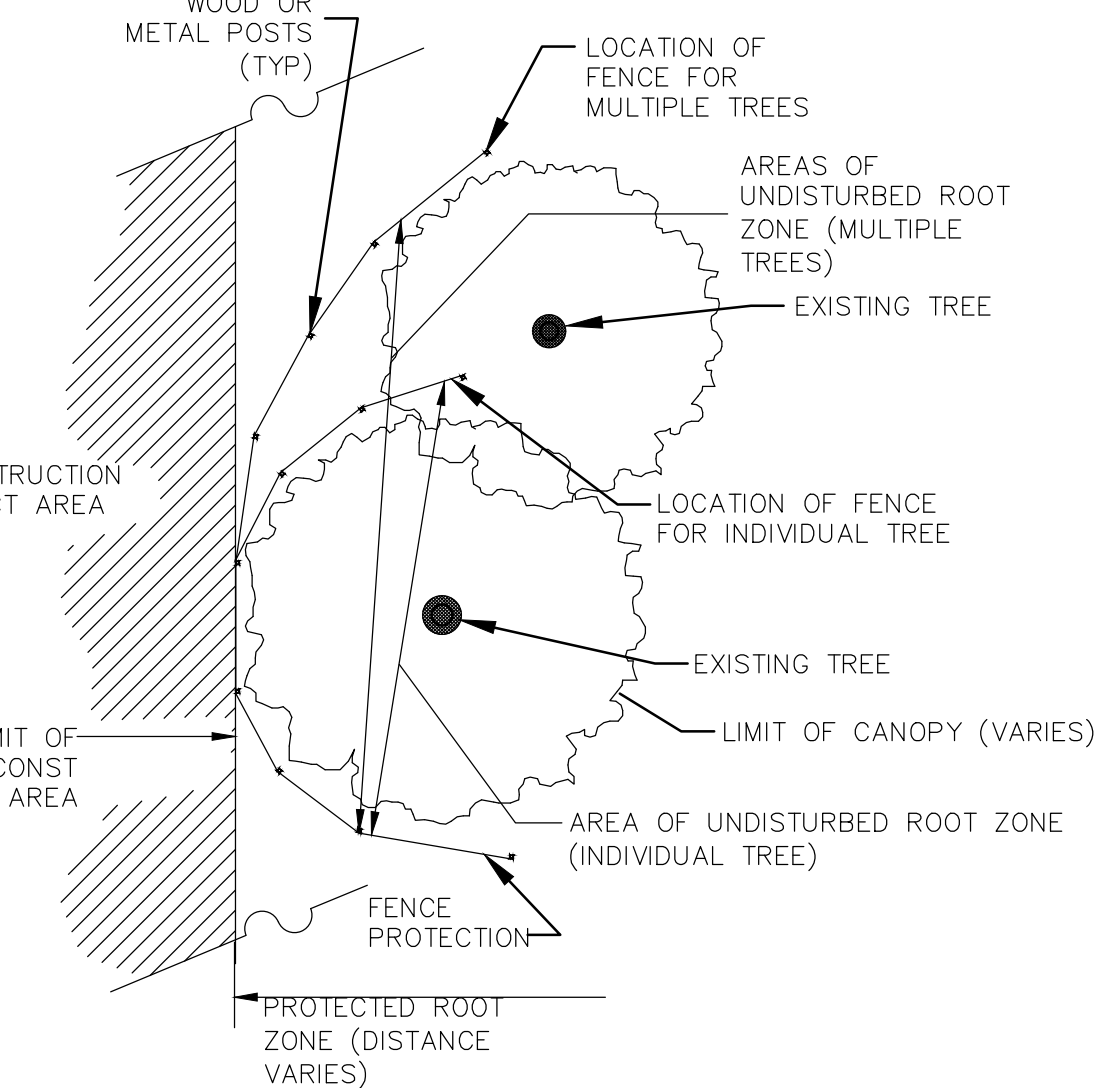 WOOD OR
METAL POSTS
(TYP)
LOCATION OF
FENCE FOR
MULTIPLE TREES
AREAS OF
UNDISTURBED ROOT
ZONE (MULTIPLE
TREES)
EXISTING TREE
TRUCTION
CT AREA
LOCATION OF FENCE
FOR INDIVIDUAL TREE
EXISTING TREE
LIMIT OF CANOPY (VARIES)
MIT OF
CONST
AREA
AREA OF UNDISTURBED ROOT ZONE
(INDIVIDUAL TREE)
FENCE
PROTECTION
PROTECTED ROOT
ZONE (DISTANCE
VARIES)